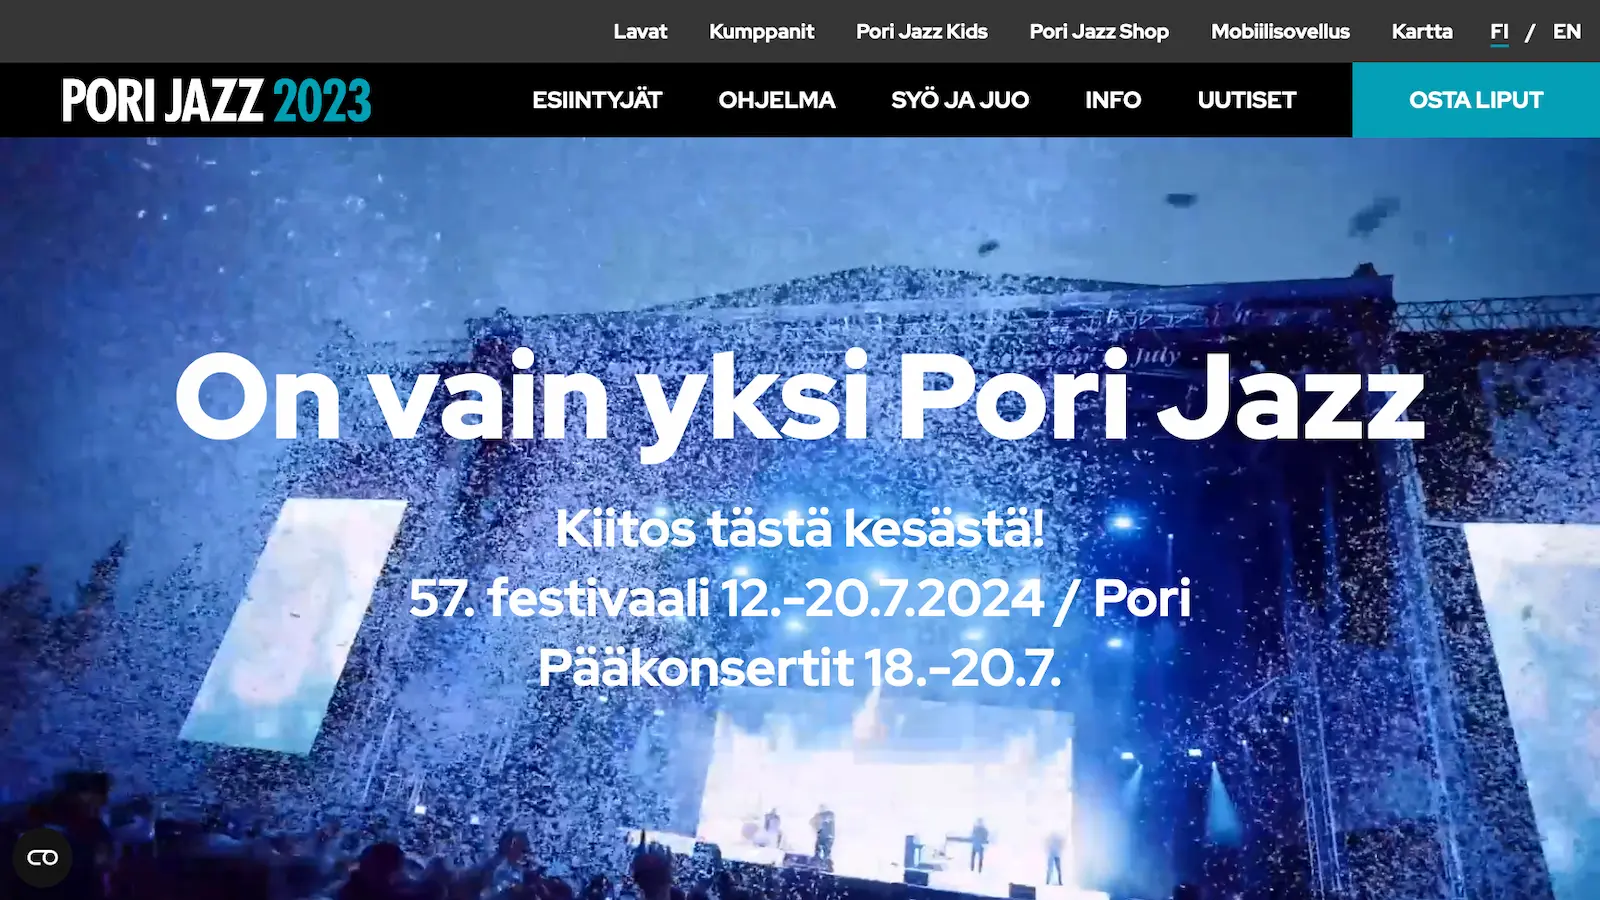 Lavat Kumppanit Pori Jazz Kids Pori Jazz Shop Mobiilisovellus Kartta FI / EN
PORI JAZZ 2023 ESIINTYJÄT OHJELMA SYÖ JA JUO INFO UUTISET OSTA LIPUT
July
On vain yksi Pori Jazz
Kiitos tästä kesästä!
57. festivaali 12.-20.7.2024 / Pori
Pääkonsertit 18.-20.7.